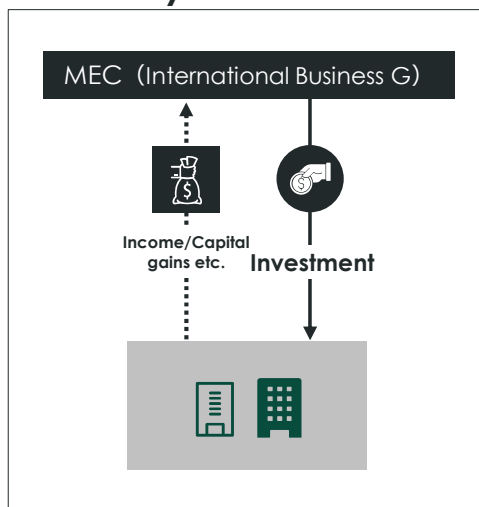 MEC（International Business G）
Income/Capital
gains etc.
Investment